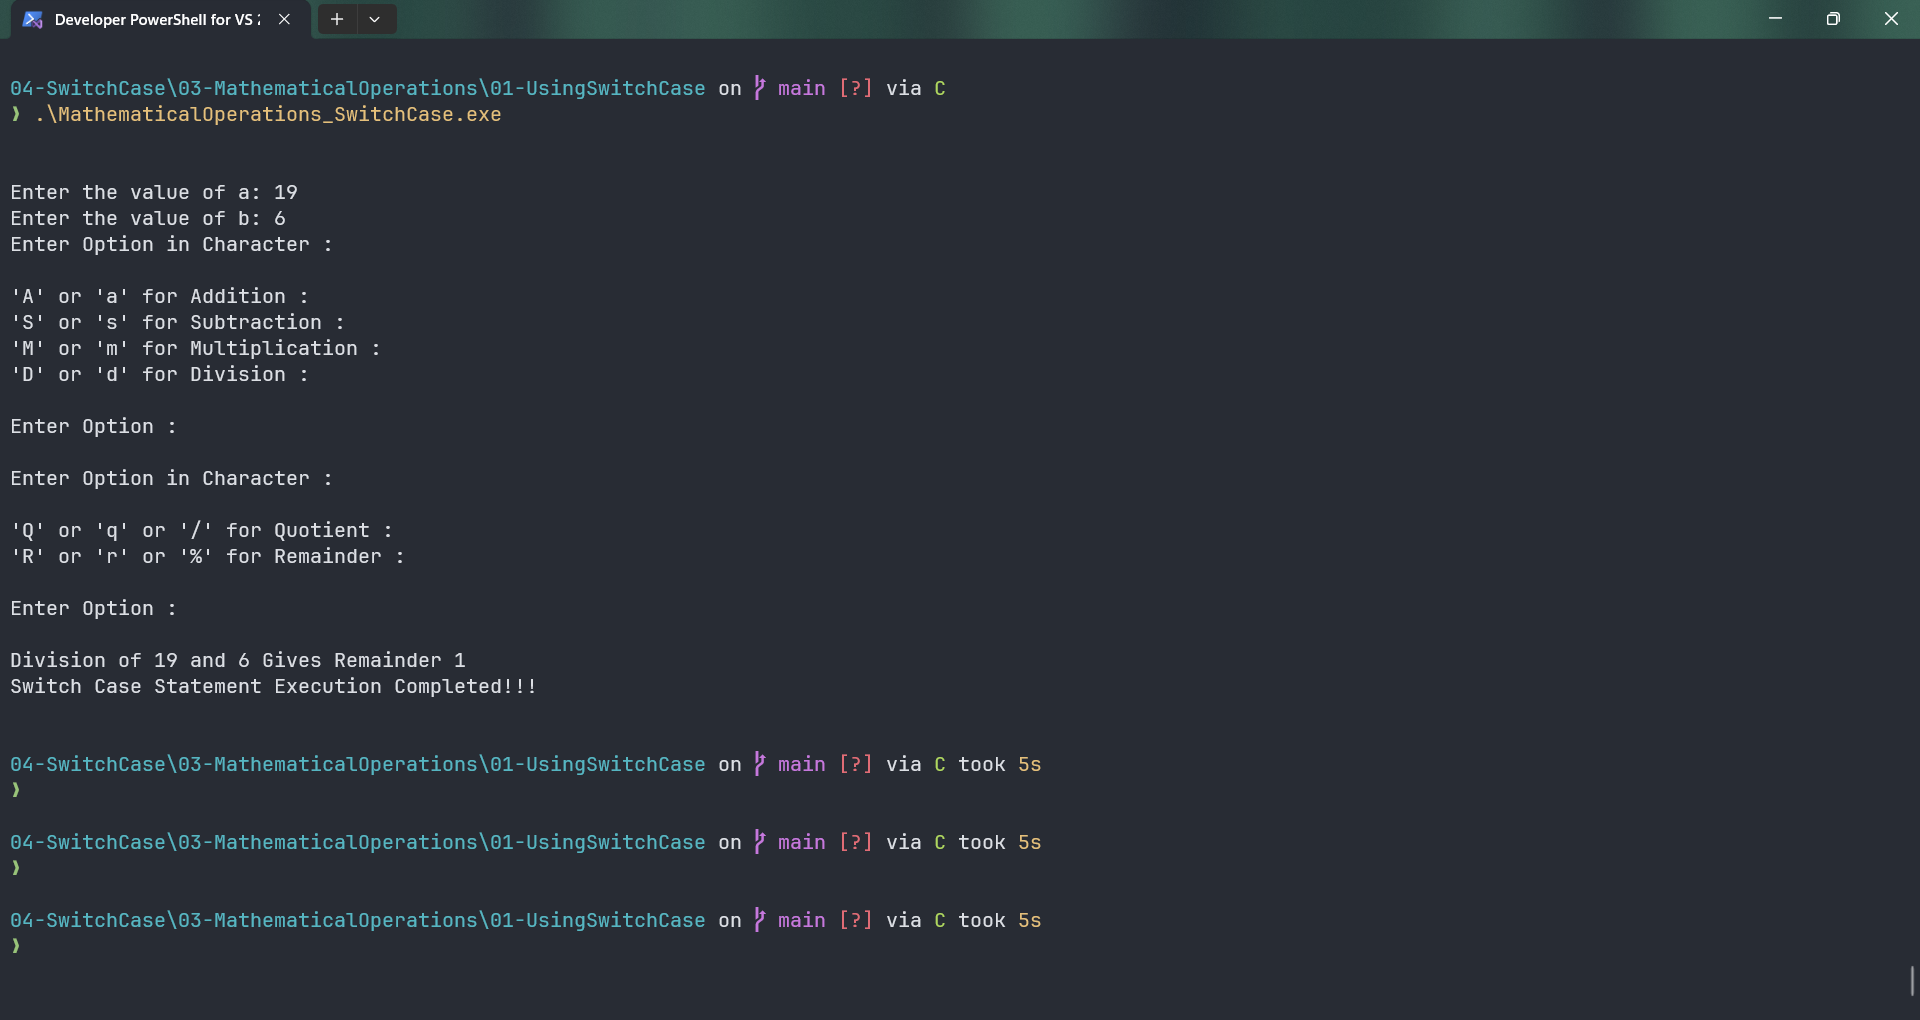 Developer PowerShell for VS
04-SwitchCase\03-MathematicalOperations\01-UsingSwitchCase on main [?] via C
❯ .\MathematicalOperations_SwitchCase.exe
Enter the value of a: 19
Enter the value of b: 6
Enter Option in Character :
'A' or 'a' for Addition :
'S' or 's' for Subtraction :
'M' or 'm' for Multiplication :
'D' or 'd' for Division :
Enter Option :
Enter Option in Character :
'Q' or 'q' or '/' for Quotient :
'R' or 'r' or '%' for Remainder :
Enter Option :
Division of 19 and 6 Gives Remainder 1
Switch Case Statement Execution Completed!!!
04-SwitchCase\03-MathematicalOperations\01-UsingSwitchCase on main [?] via C took 5s
❯
04-SwitchCase\03-MathematicalOperations\01-UsingSwitchCase on main [?] via C took 5s
❯
04-SwitchCase\03-MathematicalOperations\01-UsingSwitchCase on main [?] via C took 5s
❯